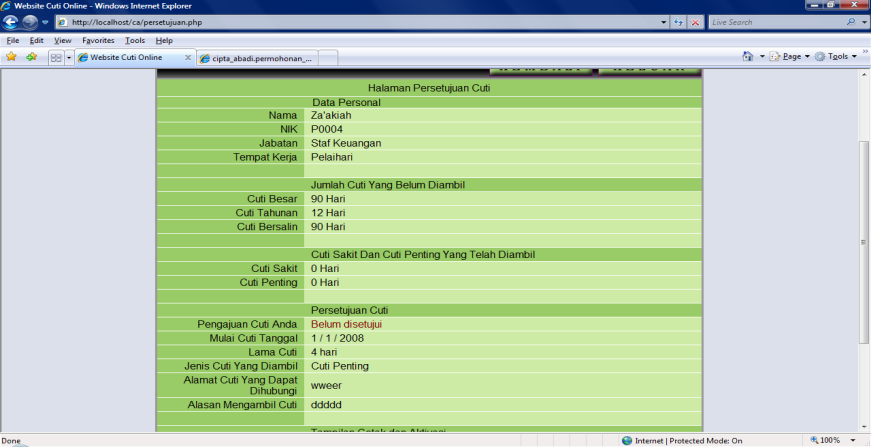 Website Cuti Online - Windows Internet Explorer
http://localhost/ca/persetujuan.php
Live Search
File Edit View Favorites Tools Help
Website Cuti Online
cipta_abadi.permohonan_...
Page Tools
Halaman Persetujuan Cuti
Data Personal
Nama Za'akiah
NIK P0004
Jabatan Staf Keuangan
Tempat Kerja Pelaihari
Jumlah Cuti Yang Belum Diambil
Cuti Besar 90 Hari
Cuti Tahunan 12 Hari
Cuti Bersalin 90 Hari
Cuti Sakit Dan Cuti Penting Yang Telah Diambil
Cuti Sakit 0 Hari
Cuti Penting 0 Hari
Persetujuan Cuti
Pengajuan Cuti Anda Belum disetujui
Mulai Cuti Tanggal 1 / 1 / 2008
Lama Cuti 4 hari
Jenis Cuti Yang Diambil Cuti Penting
Alamat Cuti Yang Dapat
Dihubungi wweer
Alasan Mengambil Cuti ddddd
Tampilan Cetak dan Aktivasi
Done
Internet | Protected Mode: On
100%